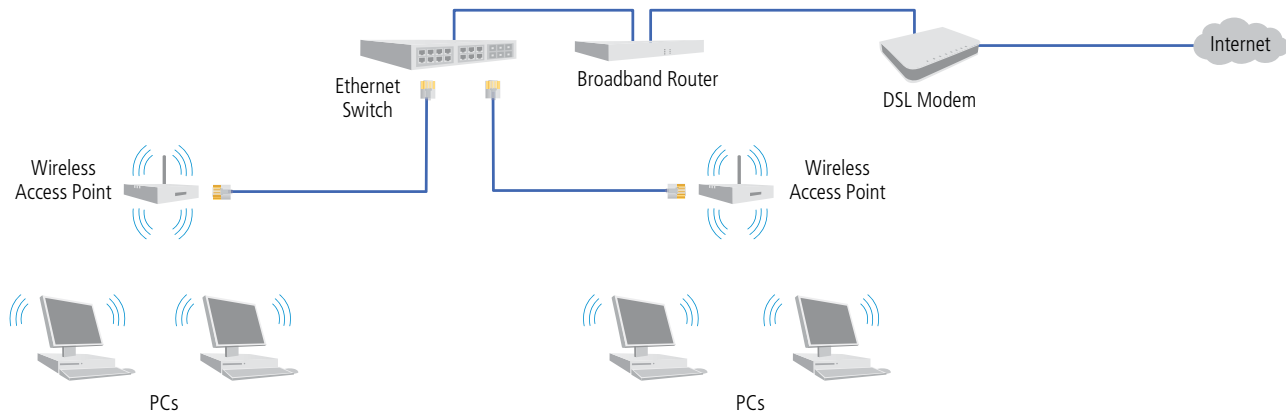 Internet
Ethernet
Switch
Broadband Router
DSL Modem
Wireless
Access Point
Wireless
Access Point
PCs
PCs